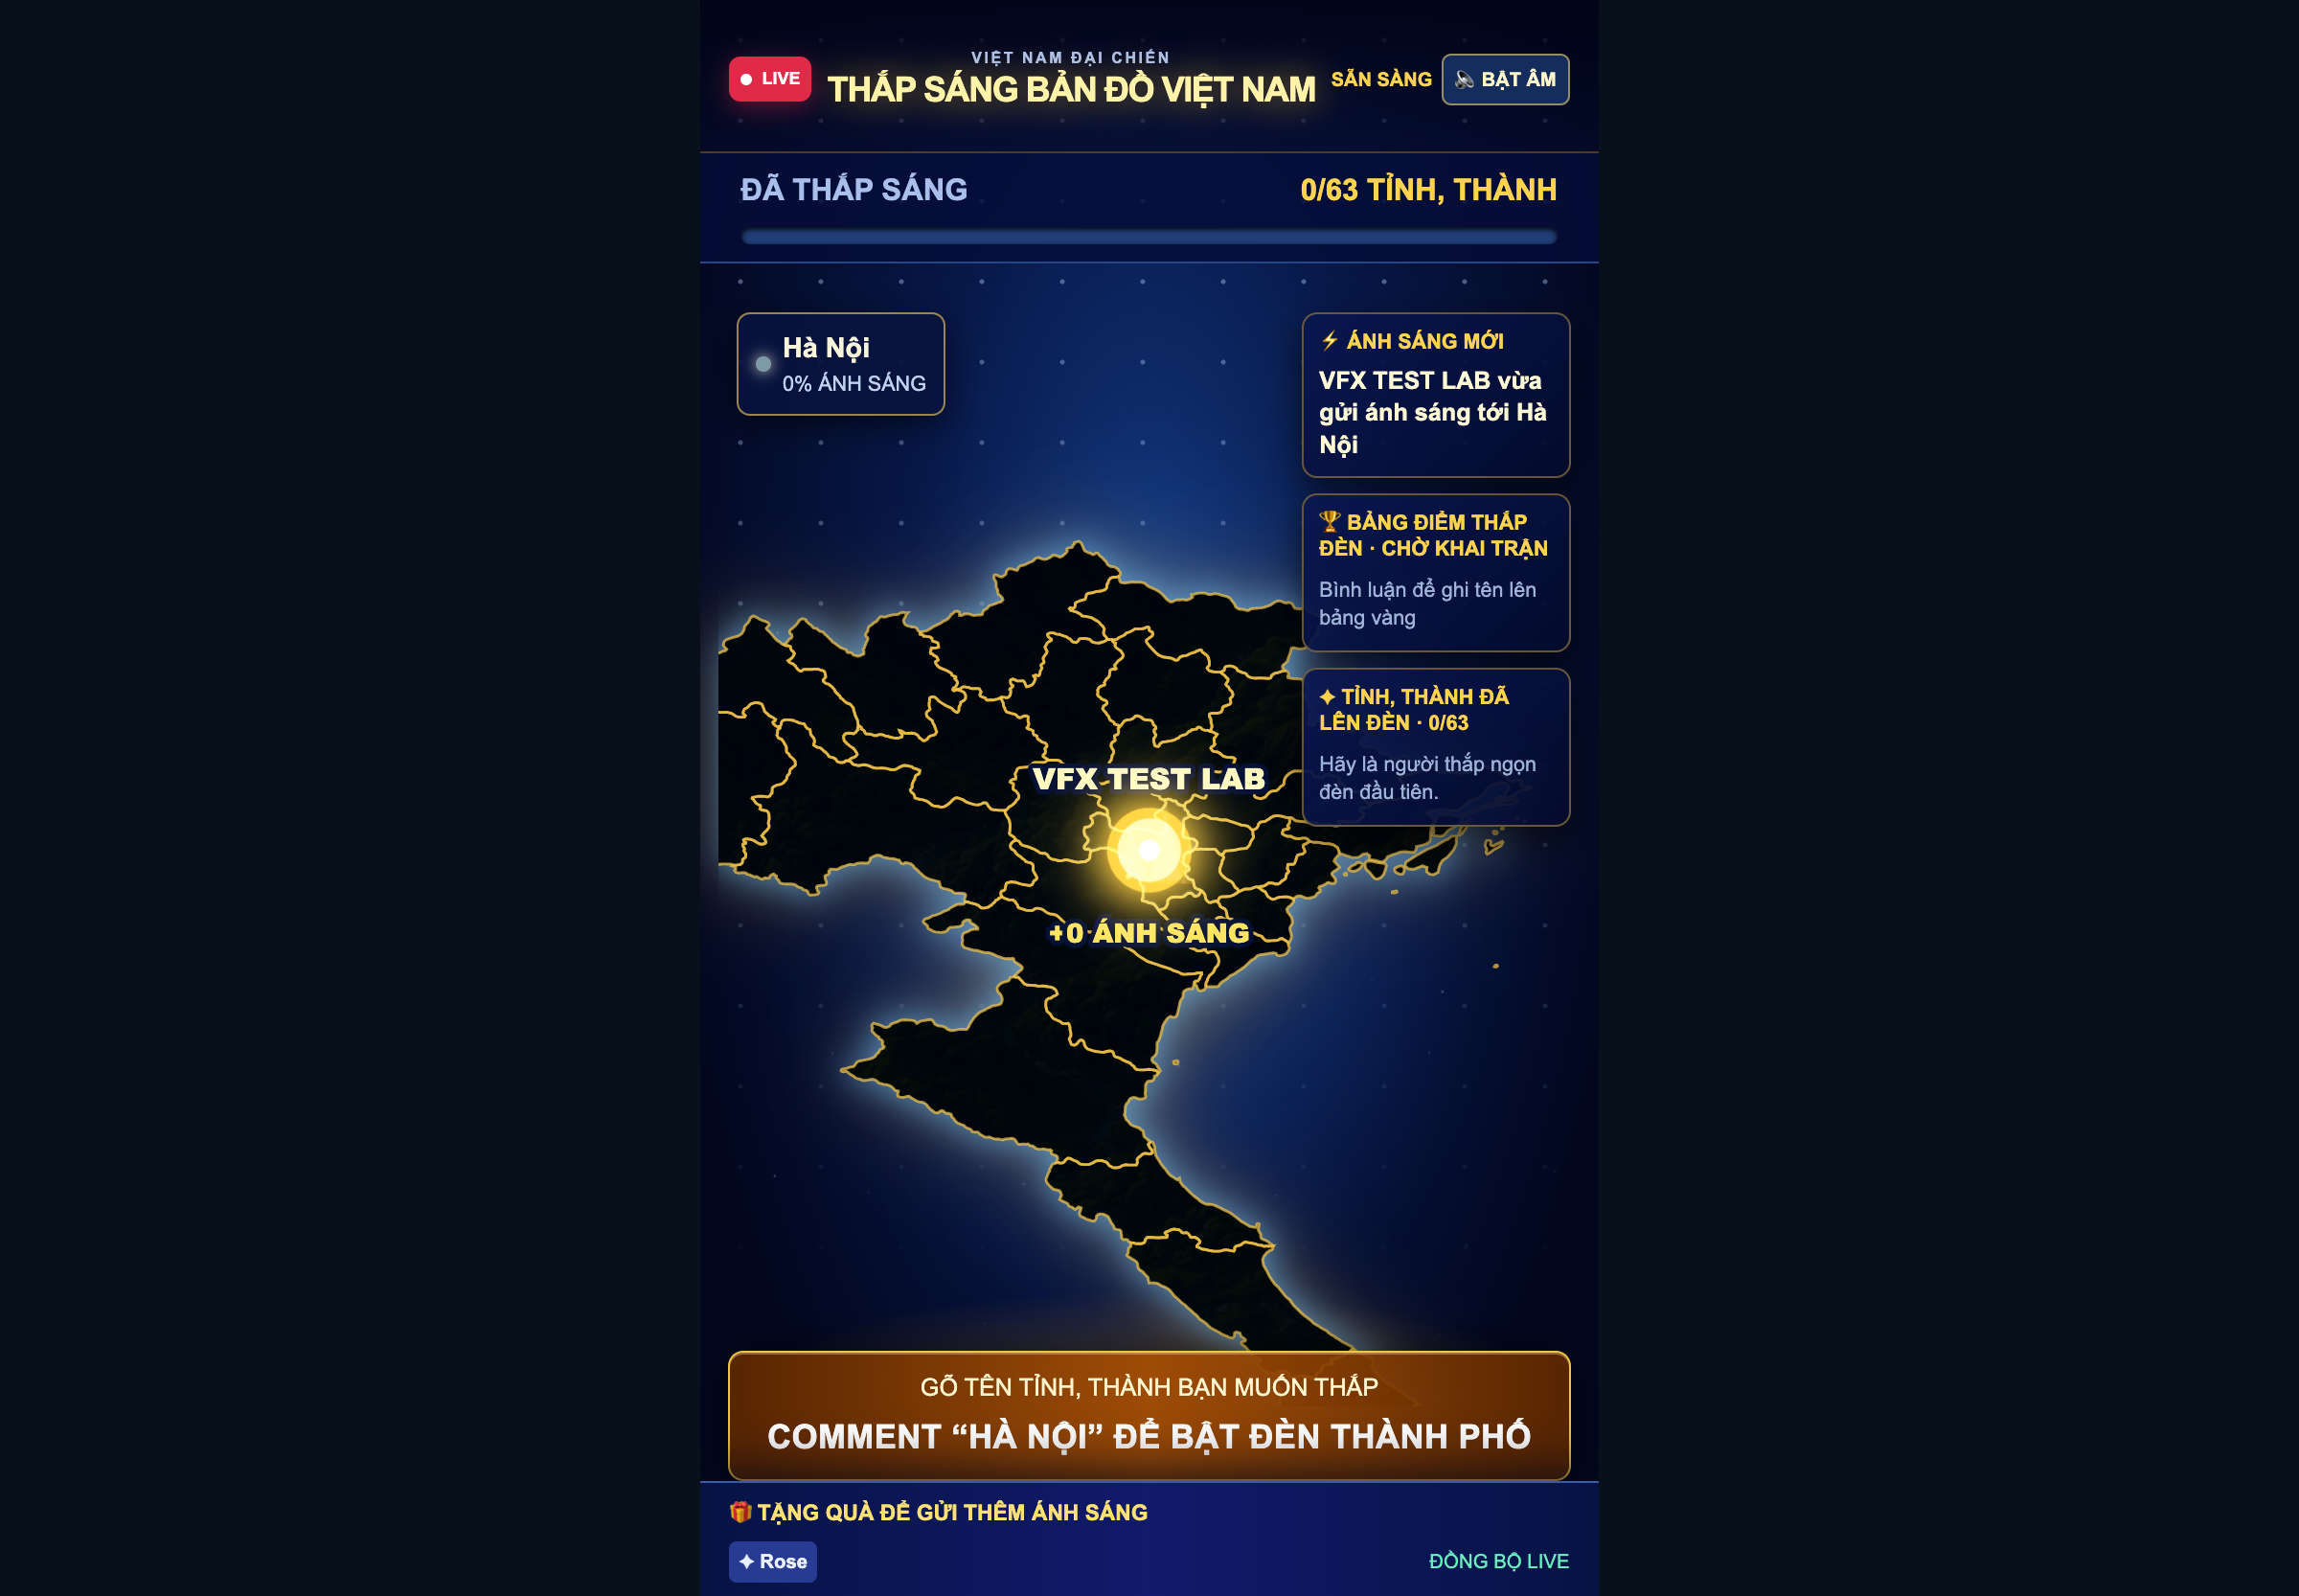 LIVE
VIỆT NAM ĐẠI CHIẾN
THẮP SÁNG BẢN ĐỒ VIỆT NAM
SẴN SÀNG
BẬT ÂM
ĐÃ THẮP SÁNG
0/63 TỈNH, THÀNH
Hà Nội
0% ÁNH SÁNG
⚡ ÁNH SÁNG MỚI
VFX TEST LAB vừa
gửi ánh sáng tới Hà
Nội
🏆 BẢNG ĐIỂM THẮP
ĐÈN · CHỜ KHAI TRẬN
Bình luận để ghi tên lên
bảng vàng
✦ TỈNH, THÀNH ĐÃ
LÊN ĐÈN · 0/63
Hãy là người thắp ngọn
đèn đầu tiên.
VFX TEST LAB
+0 ÁNH SÁNG
GÕ TÊN TỈNH, THÀNH BẠN MUỐN THẮP
COMMENT “HÀ NỘI” ĐỂ BẬT ĐÈN THÀNH PHỐ
🎁 TẶNG QUÀ ĐỂ GỬI THÊM ÁNH SÁNG
✦ Rose
ĐỒNG BỘ LIVE